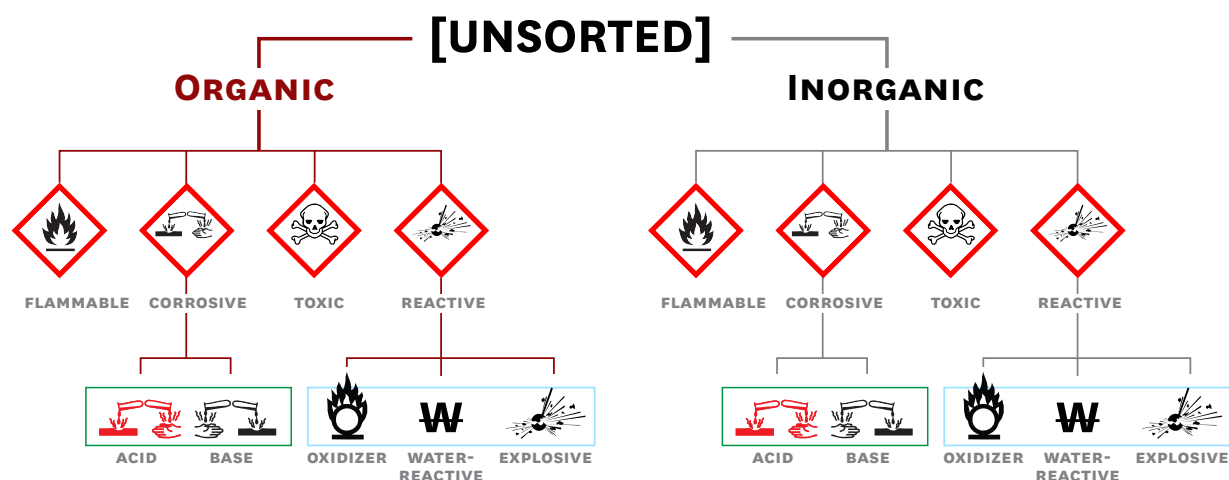 [UNSORTED]
ORGANIC
INORGANIC
FLAMMABLE CORROSIVE TOXIC REACTIVE
FLAMMABLE CORROSIVE TOXIC REACTIVE
W
W
ACID BASE OXIDIZER WATER-REACTIVE EXPLOSIVE
ACID BASE OXIDIZER WATER-REACTIVE EXPLOSIVE